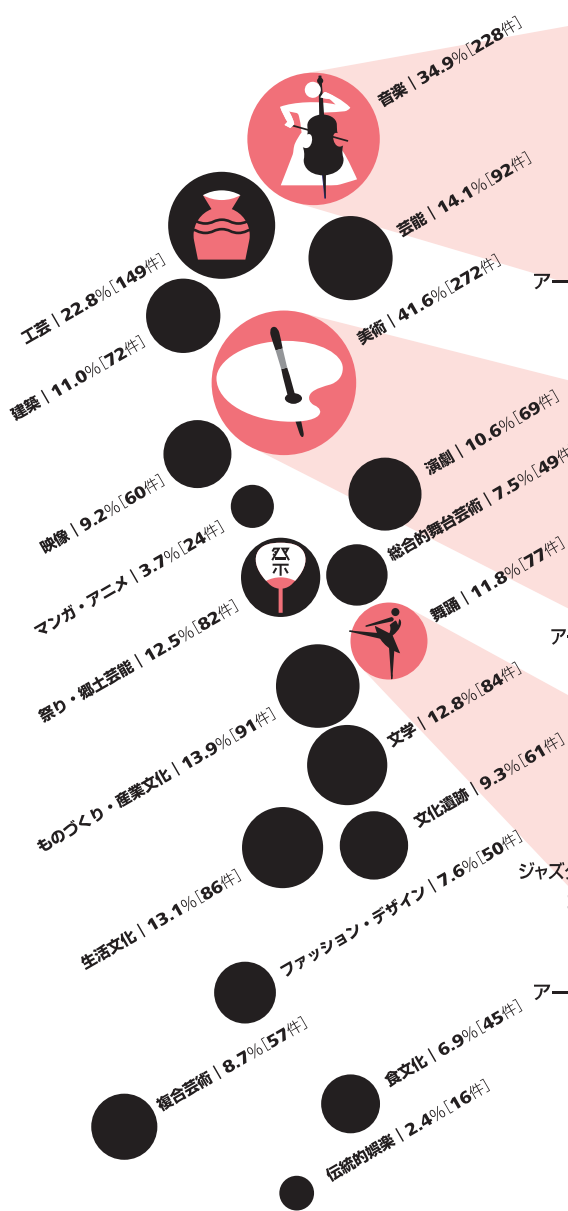 音楽｜34.9%［228件］
芸能｜14.1%［92件］
工芸｜22.8%［149件］
アー
美術｜41.6%［272件］
建築｜11.0%［72件］
演劇｜10.6%［69件］
映像｜9.2%［60件］
総合的舞台芸術｜7.5%［49件
マンガ・アニメ｜3.7%［24件］
祭
舞踊｜11.8%［77件］
祭り・郷土芸能｜12.5%［82件］
アー
文学｜12.8%［84件］
ものづくり・産業文化｜13.9%［91件］
文化遺跡｜9.3%［61件］
生活文化｜13.1%［86件］
ジャズ
ファッション・デザイン｜7.6%［50件］
アー
複合芸術｜8.7%［57件］
食文化｜6.9%［45件］
伝統的娯楽｜2.4%［16件］